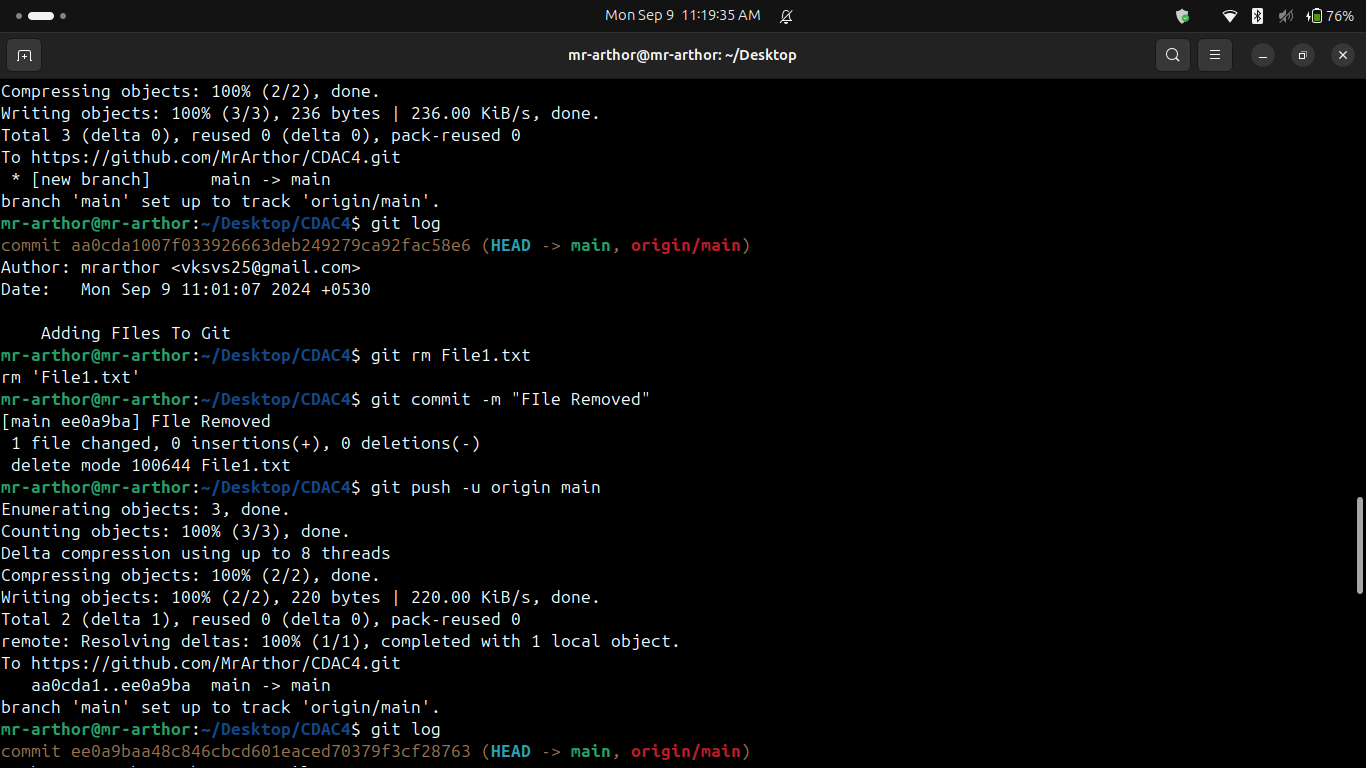 Mon Sep 9 11:19:35 AM
76%
mr-arthor@mr-arthor: ~/Desktop
Compressing objects: 100% (2/2), done.
Writing objects: 100% (3/3), 236 bytes | 236.00 KiB/s, done.
Total 3 (delta 0), reused 0 (delta 0), pack-reused 0
To https://github.com/MrArthor/CDAC4.git
 * [new branch]      main -> main
branch 'main' set up to track 'origin/main'.
mr-arthor@mr-arthor:~/Desktop/CDAC4$ git log
commit aa0cda1007f033926663deb249279ca92fac58e6 (HEAD -> main, origin/main)
Author: mrarthor <vksvs25@gmail.com>
Date:   Mon Sep 9 11:01:07 2024 +0530
    Adding FIles To Git
mr-arthor@mr-arthor:~/Desktop/CDAC4$ git rm File1.txt
rm 'File1.txt'
mr-arthor@mr-arthor:~/Desktop/CDAC4$ git commit -m "FIle Removed"
[main ee0a9ba] FIle Removed
 1 file changed, 0 insertions(+), 0 deletions(-)
 delete mode 100644 File1.txt
mr-arthor@mr-arthor:~/Desktop/CDAC4$ git push -u origin main
Enumerating objects: 3, done.
Counting objects: 100% (3/3), done.
Delta compression using up to 8 threads
Compressing objects: 100% (2/2), done.
Writing objects: 100% (2/2), 220 bytes | 220.00 KiB/s, done.
Total 2 (delta 1), reused 0 (delta 0), pack-reused 0
remote: Resolving deltas: 100% (1/1), completed with 1 local object.
To https://github.com/MrArthor/CDAC4.git
   aa0cda1..ee0a9ba  main -> main
branch 'main' set up to track 'origin/main'.
mr-arthor@mr-arthor:~/Desktop/CDAC4$ git log
commit ee0a9baa48c846cbcd601eaced70379f3cf28763 (HEAD -> main, origin/main)